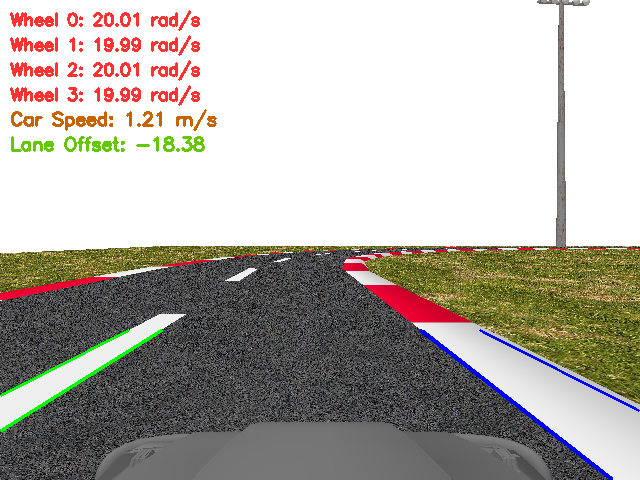 Wheel 0: 20.01 rad/s
Wheel 1: 19.99 rad/s
Wheel 2: 20.01 rad/s
Wheel 3: 19.99 rad/s
Car Speed: 1.21 m/s
Lane Offset: -18.38